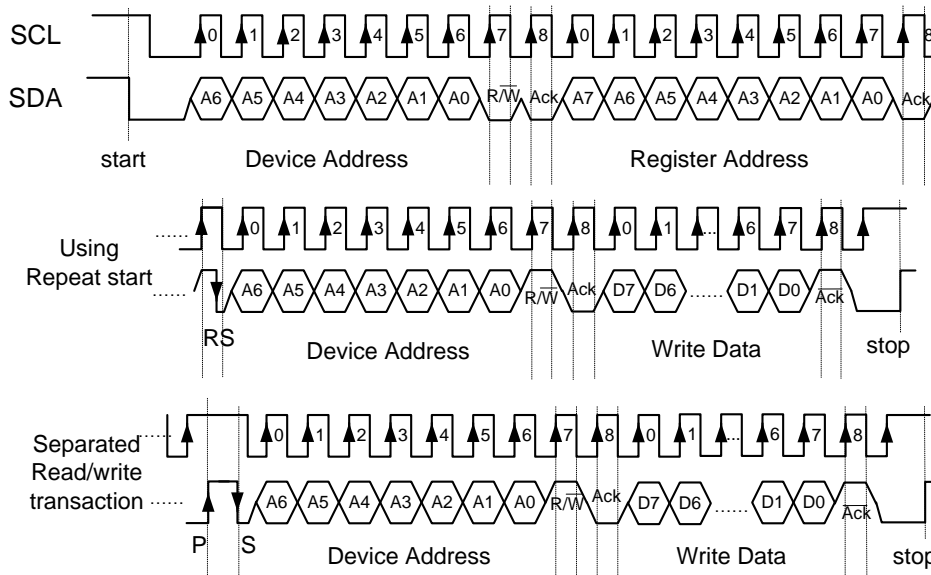 SCL 0 1 2 3 4 5 6 7 8 0 1 2 3 4 5 6 7 8
SDA A6 A5 A4 A3 A2 A1 A0 R/W̅ Ack A7 A6 A5 A4 A3 A2 A1 A0 Ack
start Device Address Register Address
...... 0 1 2 3 4 5 6 7 8 0 1 ... 6 7 8
Using
Repeat start
...... A6 A5 A4 A3 A2 A1 A0 R/W̅ Ack D7 D6 ...... D1 D0 A̅c̅k̅
RS Device Address Write Data stop
...... 0 1 2 3 4 5 6 7 8 0 1 ... 6 7 8
Separated
Read/write
transaction
...... A6 A5 A4 A3 A2 A1 A0 R/W̅ Ack D7 D6 ...... D1 D0 A̅c̅k̅
P S Device Address Write Data stop